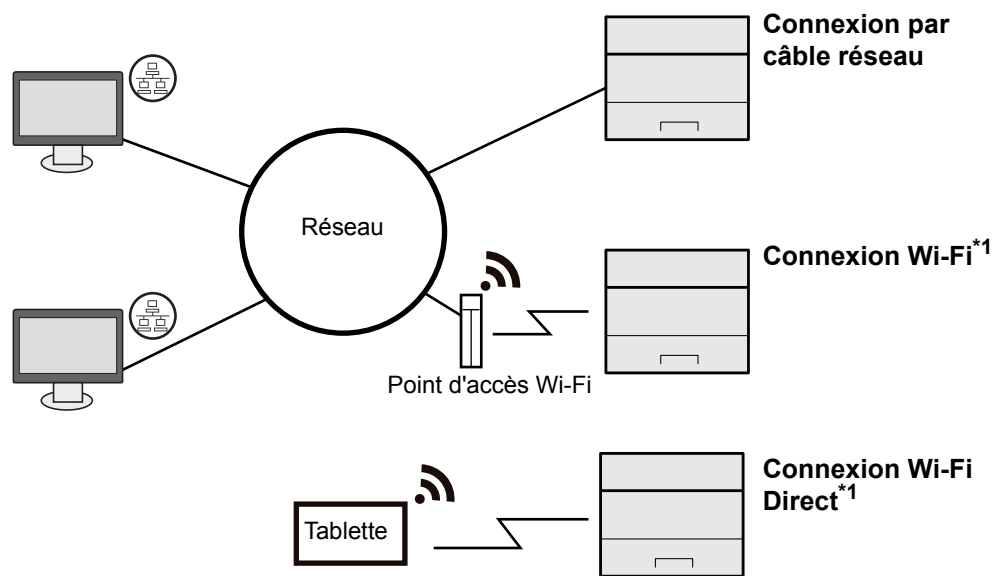 Connexion par
câble réseau
Réseau
Connexion Wi-Fi*1
Point d'accès Wi-Fi
Connexion Wi-Fi
Direct*1
Tablette